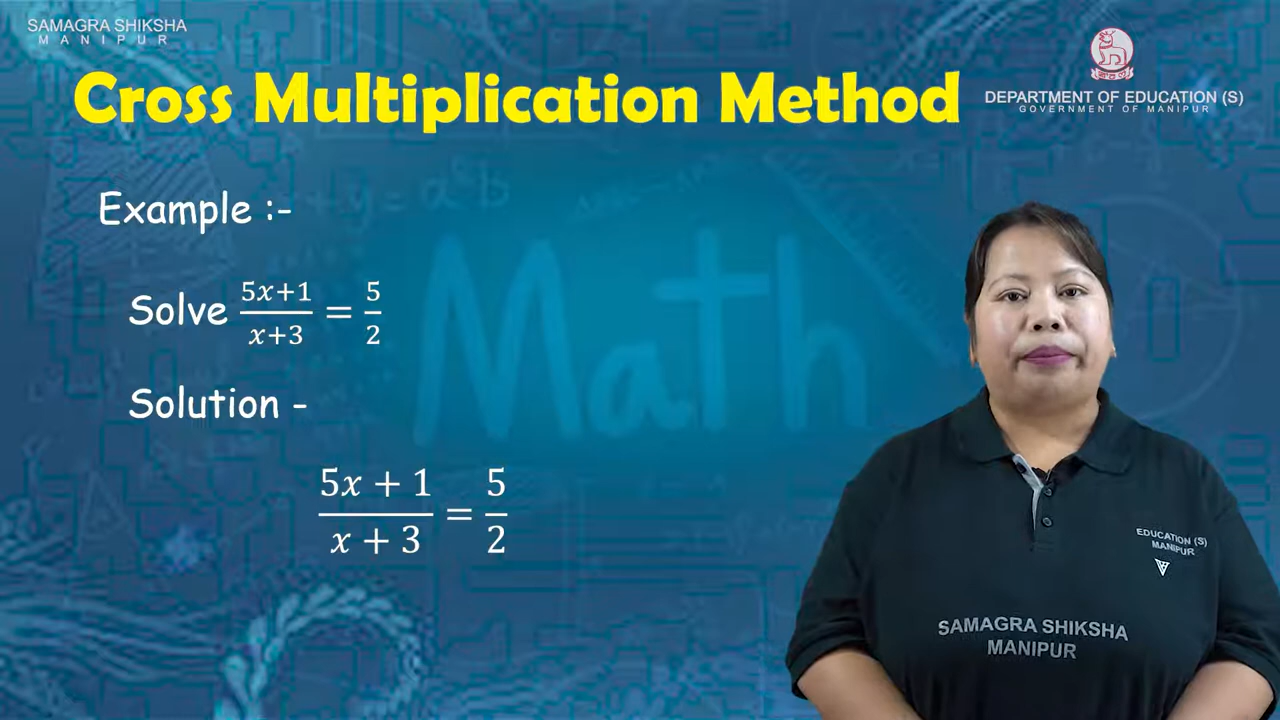 SAMAGRA SHIKSHA
MANIPUR
Cross Multiplication Method
DEPARTMENT OF EDUCATION (S)
GOVERNMENT OF MANIPUR
Example :-
Solve (5x+1)/(x+3) = 5/2
Solution -
(5x + 1)/(x + 3) = 5/2
Math
EDUCATION (S)
MANIPUR
SAMAGRA SHIKSHA
MANIPUR